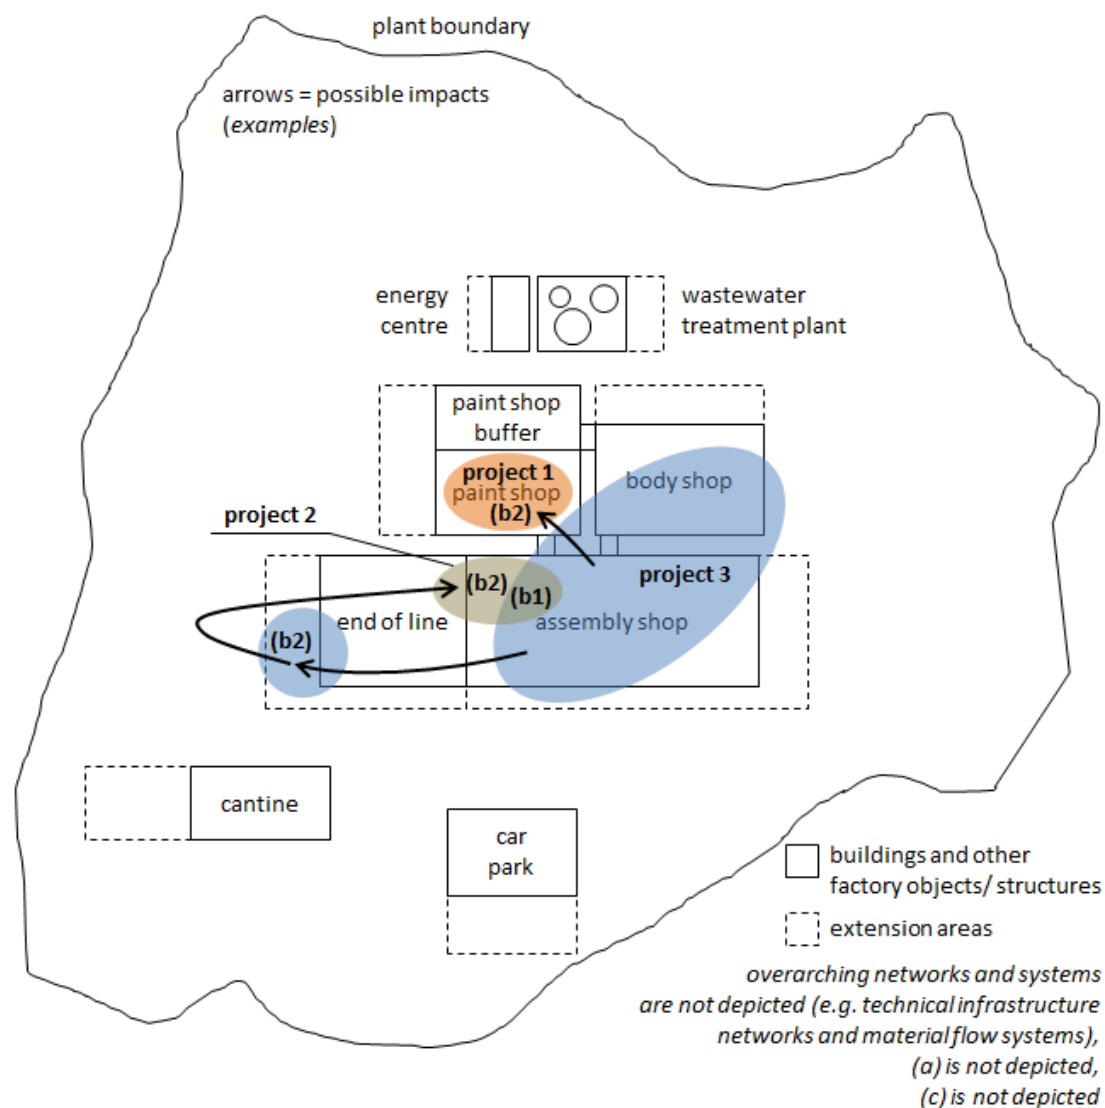 plant boundary
arrows = possible impacts
(examples)
energy
centre
wastewater
treatment plant
paint shop
buffer
project 1
paint shop
(b2)
body shop
project 2
project 3
(b2)
(b1)
end of line
assembly shop
(b2)
cantine
car
park
buildings and other
factory objects/ structures
extension areas
overarching networks and systems
are not depicted (e.g. technical infrastructure
networks and material flow systems),
(a) is not depicted,
(c) is not depicted